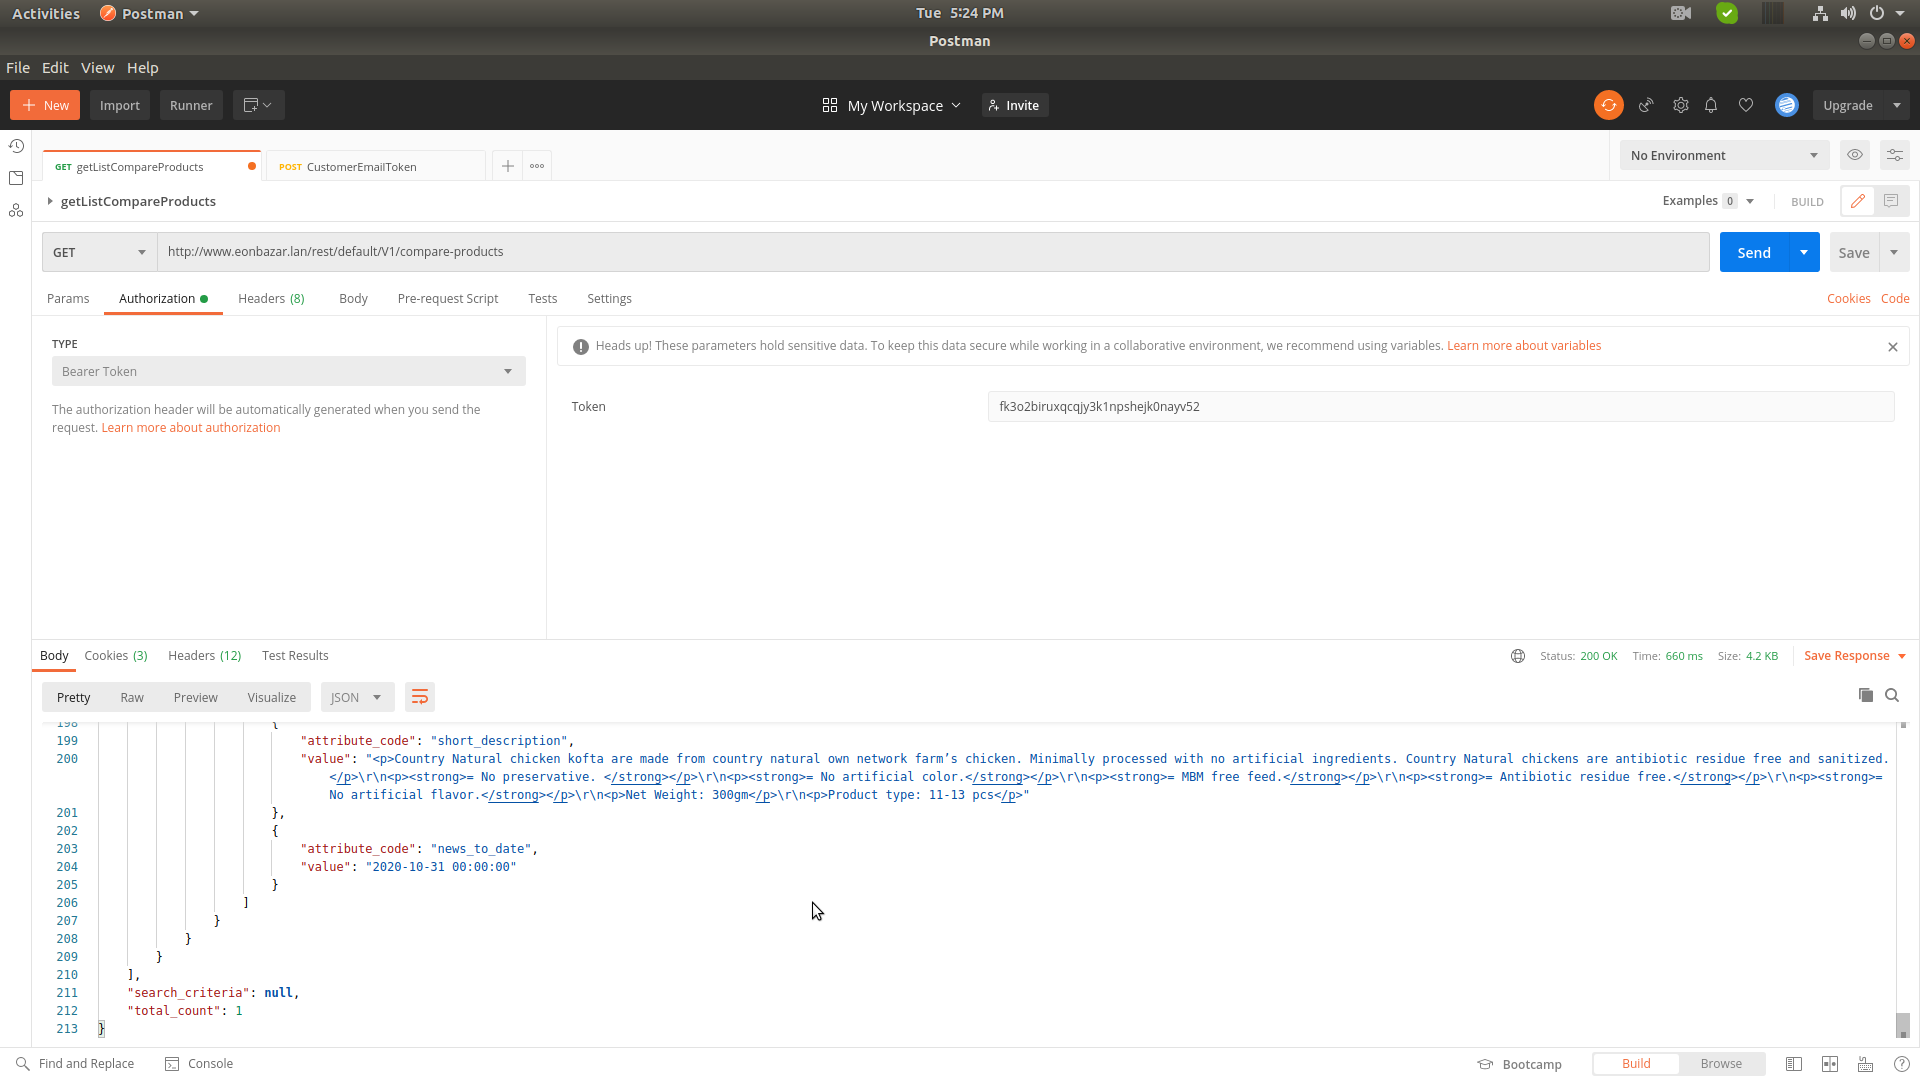 Activities Postman Tue 5:24 PM
Postman
File Edit View Help
New Import Runner My Workspace Invite Upgrade
GET getListCompareProducts POST CustomerEmailToken No Environment
getListCompareProducts Examples 0 BUILD
GET http://www.eonbazar.lan/rest/default/V1/compare-products Send Save
Params Authorization Headers (8) Body Pre-request Script Tests Settings Cookies Code
TYPE
Bearer Token
The authorization header will be automatically generated when you send the
request. Learn more about authorization
Heads up! These parameters hold sensitive data. To keep this data secure while working in a collaborative environment, we recommend using variables. Learn more about variables
Token fk3o2biruxqcqjy3k1npshejk0nayv52
Body Cookies (3) Headers (12) Test Results Status: 200 OK Time: 660 ms Size: 4.2 KB Save Response
Pretty Raw Preview Visualize JSON
198 {
199 "attribute_code": "short_description",
200 "value": "<p>Country Natural chicken kofta are made from country natural own network farm’s chicken. Minimally processed with no artificial ingredients. Country Natural chickens are antibiotic residue free and sanitized.
</p>\r\n<p><strong>= No preservative. </strong></p>\r\n<p><strong>= No artificial color.</strong></p>\r\n<p><strong>= MBM free feed.</strong></p>\r\n<p><strong>= Antibiotic residue free.</strong></p>\r\n<p><strong>=
No artificial flavor.</strong></p>\r\n<p>Net Weight: 300gm</p>\r\n<p>Product type: 11-13 pcs</p>"
201 },
202 {
203 "attribute_code": "news_to_date",
204 "value": "2020-10-31 00:00:00"
205 }
206 ]
207 }
208 }
209 }
210 ],
211 "search_criteria": null,
212 "total_count": 1
213 }
Find and Replace Console Bootcamp Build Browse